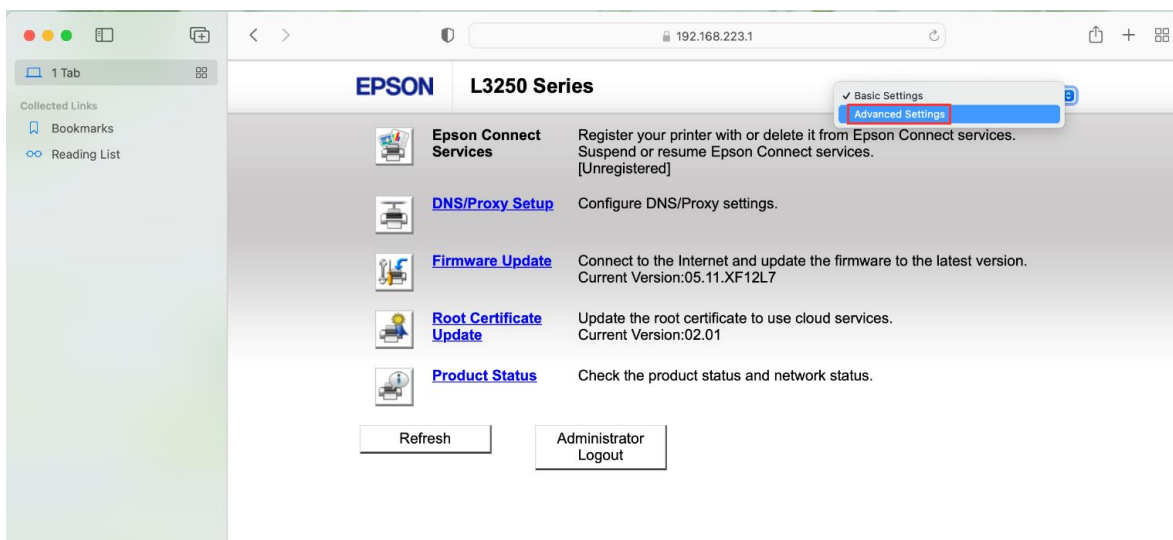 1 Tab
Collected Links
Bookmarks
Reading List
192.168.223.1
EPSON
L3250 Series
✓ Basic Settings
Advanced Settings
Epson Connect
Services
Register your printer with or delete it from Epson Connect services.
Suspend or resume Epson Connect services.
[Unregistered]
DNS/Proxy Setup
Configure DNS/Proxy settings.
Firmware Update
Connect to the Internet and update the firmware to the latest version.
Current Version:05.11.XF12L7
Root Certificate
Update
Update the root certificate to use cloud services.
Current Version:02.01
Product Status
Check the product status and network status.
Refresh
Administrator
Logout